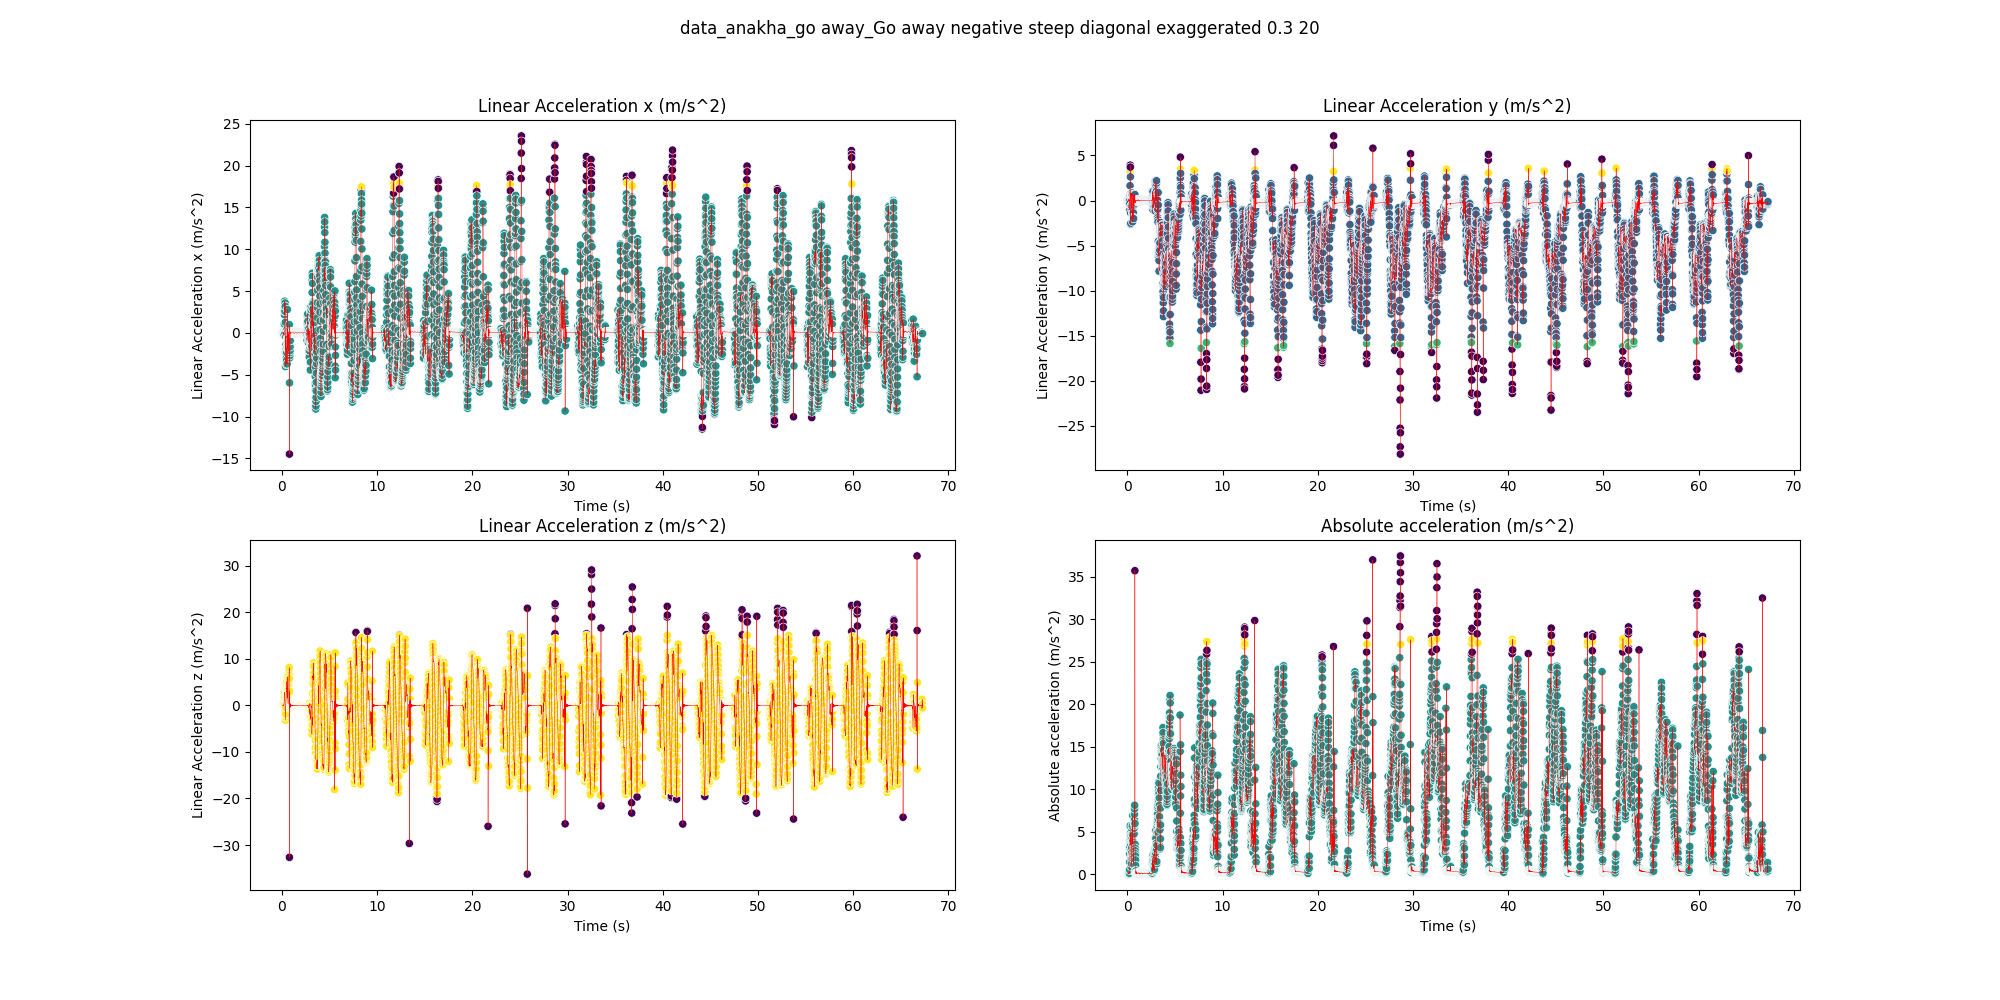 data_anakha_go away_Go away negative steep diagonal exaggerated 0.3 20
Linear Acceleration x (m/s^2)
Linear Acceleration x (m/s^2)
25
20
15
10
5
0
−5
−10
−15
0 10 20 30 40 50 60 70
Time (s)
Linear Acceleration y (m/s^2)
Linear Acceleration y (m/s^2)
5
0
−5
−10
−15
−20
−25
0 10 20 30 40 50 60 70
Time (s)
Linear Acceleration z (m/s^2)
Linear Acceleration z (m/s^2)
30
20
10
0
−10
−20
−30
0 10 20 30 40 50 60 70
Time (s)
Absolute acceleration (m/s^2)
Absolute acceleration (m/s^2)
35
30
25
20
15
10
5
0
0 10 20 30 40 50 60 70
Time (s)